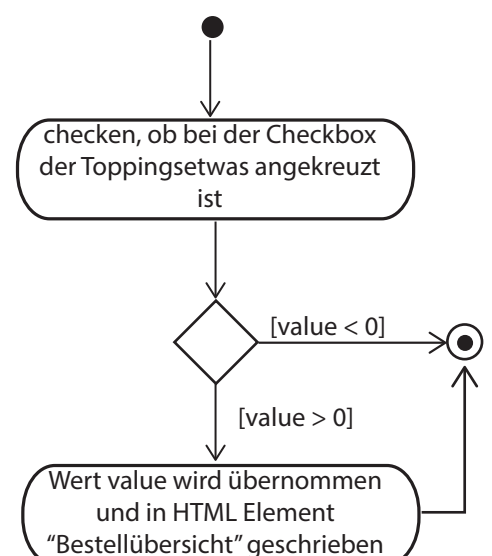 checken, ob bei der Checkbox
der Toppingsetwas angekreuzt
ist
[value < 0]
[value > 0]
Wert value wird übernommen
und in HTML Element
“Bestellübersicht” geschrieben